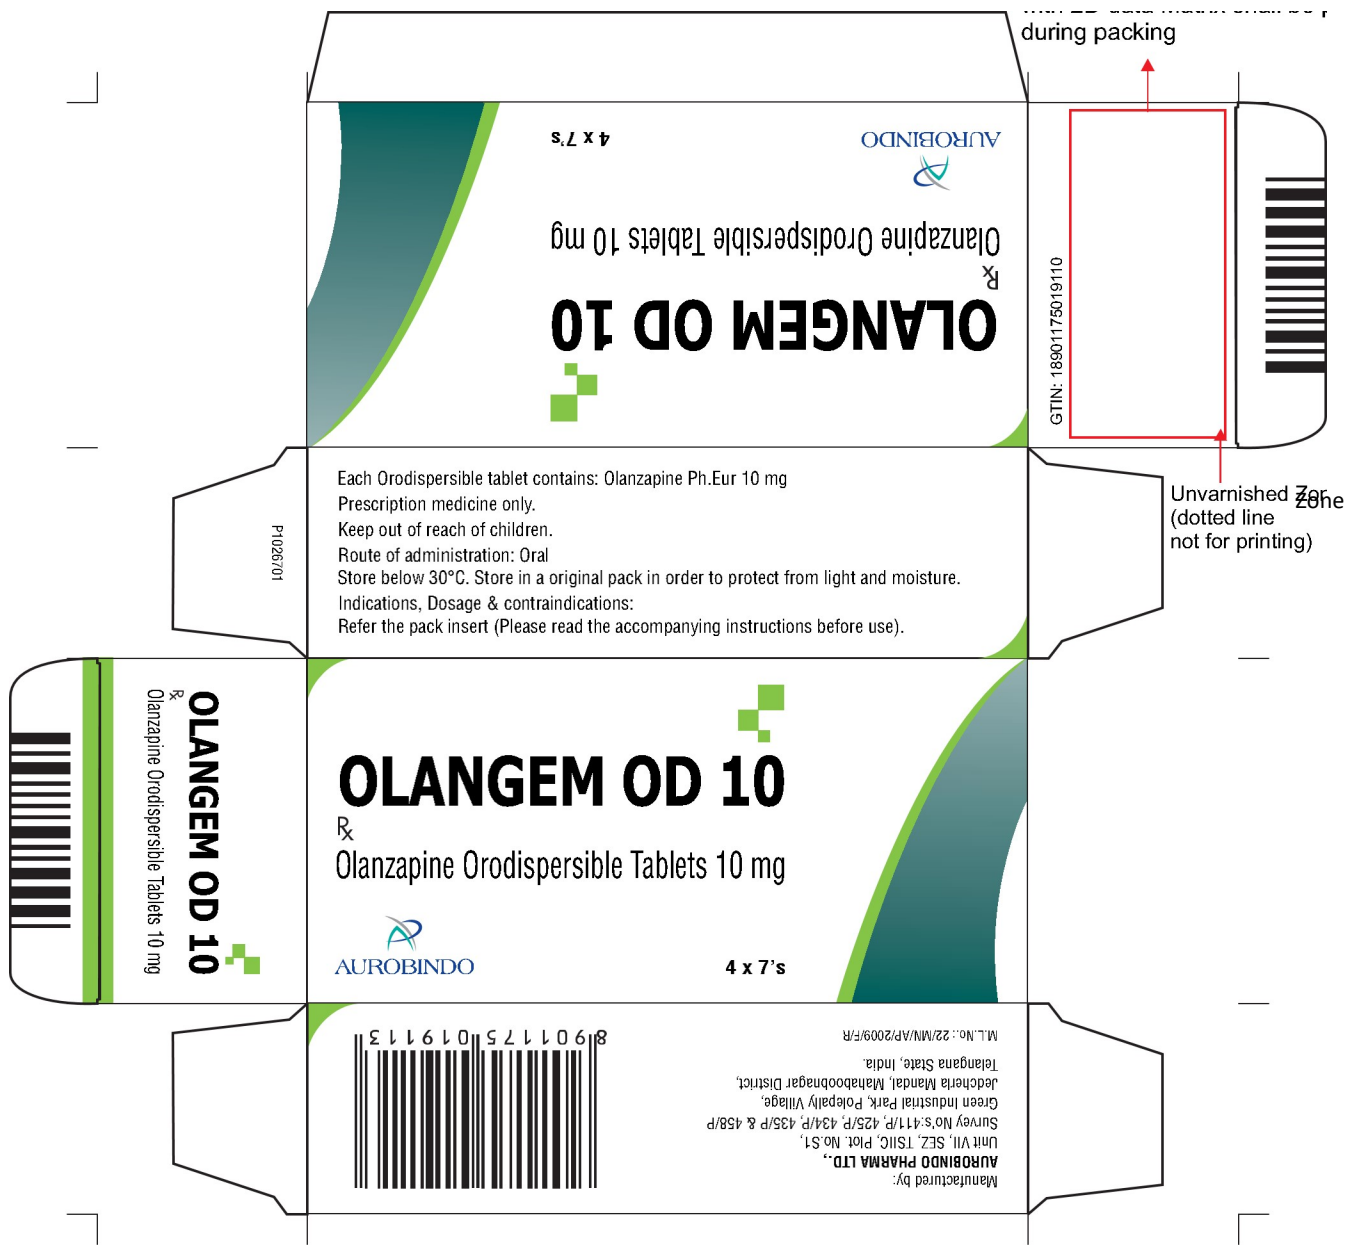 during packing
4 x 7's
AUROBINDO
Olanzapine Orodispersible Tablets 10 mg
Rx
OLANGEM OD 10
GTIN: 18901175019110
Unvarnished Zor
Zone
(dotted line
not for printing)
Each Orodispersible tablet contains: Olanzapine Ph.Eur 10 mg
Prescription medicine only.
Keep out of reach of children.
Route of administration: Oral
Store below 30°C. Store in a original pack in order to protect from light and moisture.
Indications, Dosage & contraindications:
Refer the pack insert (Please read the accompanying instructions before use).
P1026701
OLANGEM OD 10
Rx
Olanzapine Orodispersible Tablets 10 mg
OLANGEM OD 10
Rx
Olanzapine Orodispersible Tablets 10 mg
AUROBINDO
4 x 7's
Manufactured by:
AUROBINDO PHARMA LTD.,
Unit VII, SEZ, TSIIC, Plot. No.S1,
Survey No's:411/P, 425/P, 434/P, 435/P & 458/P
Green Industrial Park, Polepally Village,
Jedcherla Mandal, Mahaboobnagar District,
Telangana State, India.
M.L.No.: 22/MN/AP/2009/F/R
8 901175 019113